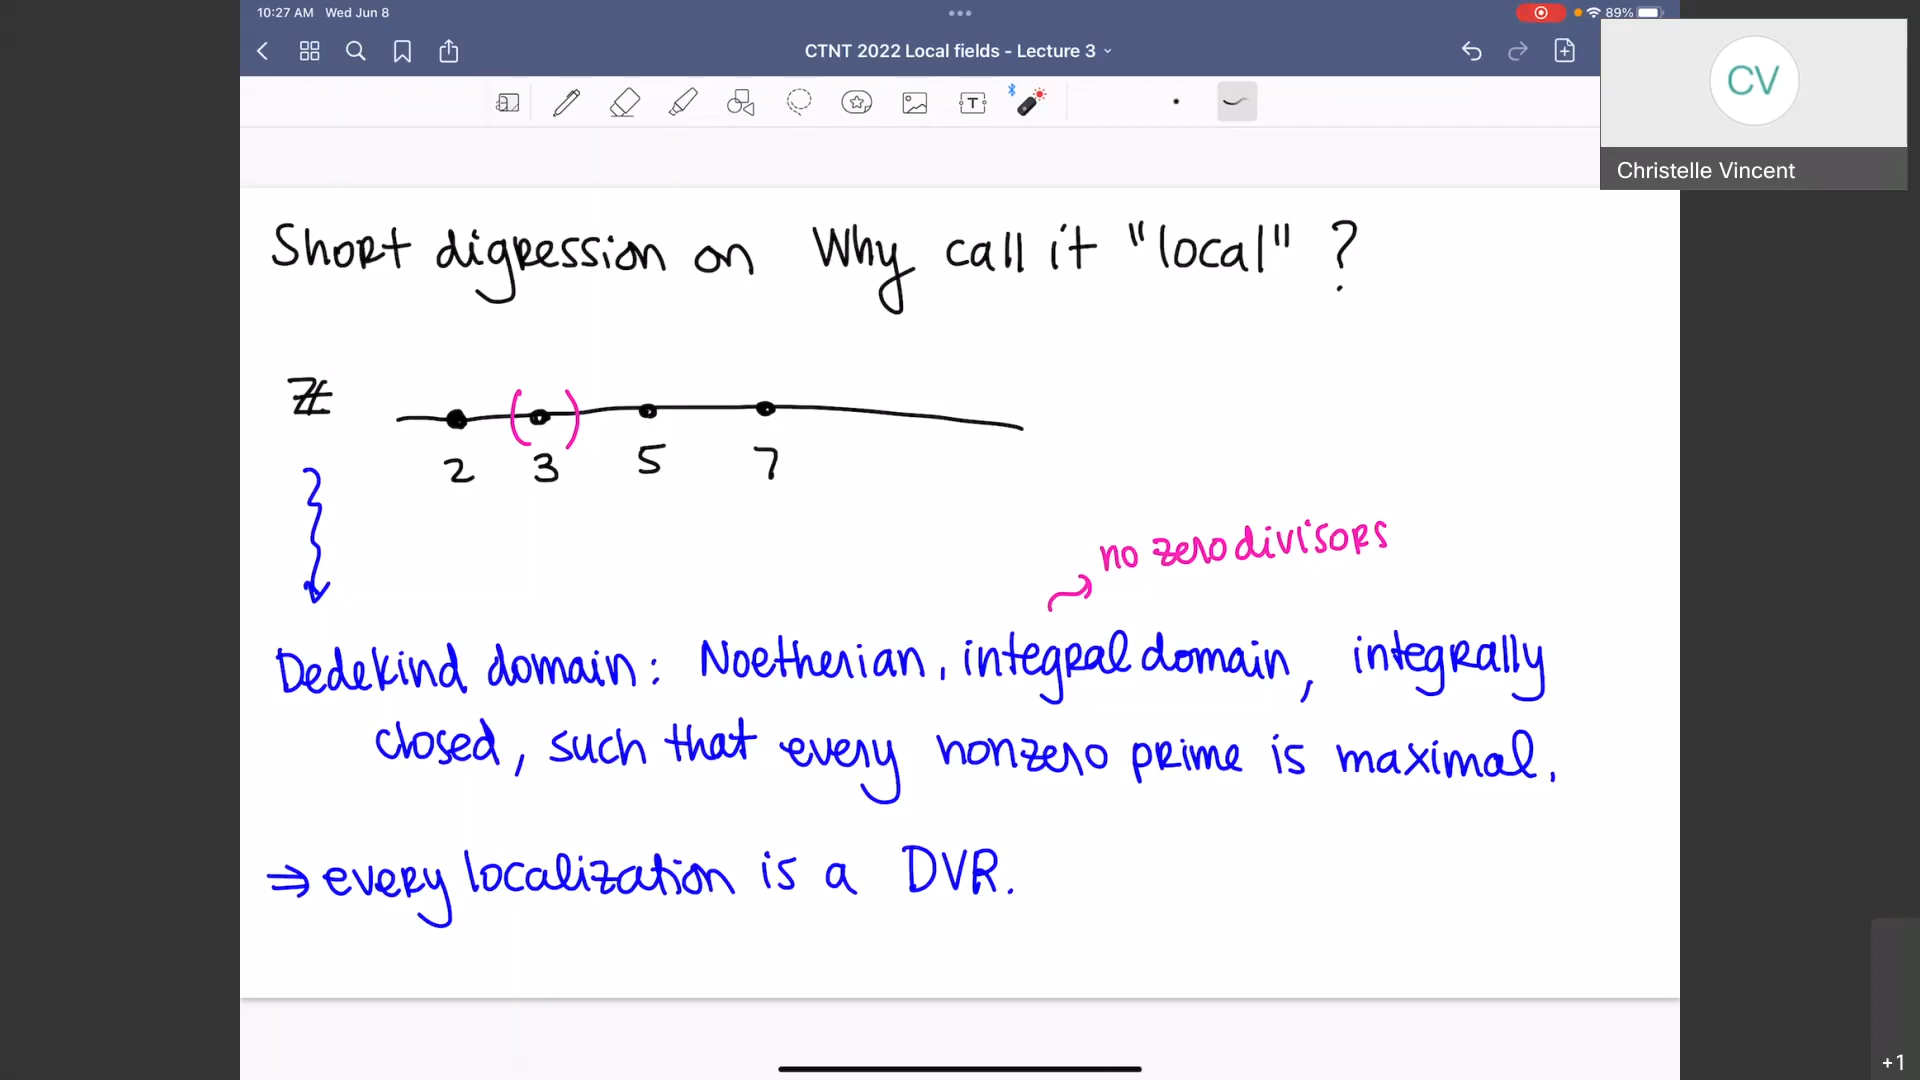 10:27 AM Wed Jun 8
89%
CTNT 2022 Local fields - Lecture 3
CV
Christelle Vincent
T
Short digression on Why call it "local" ?
ℤ
2 3 5 7
no zero divisors
Dedekind domain: Noetherian, integral domain, integrally
closed, such that every nonzero prime is maximal.
⇒ every localization is a DVR.
+1